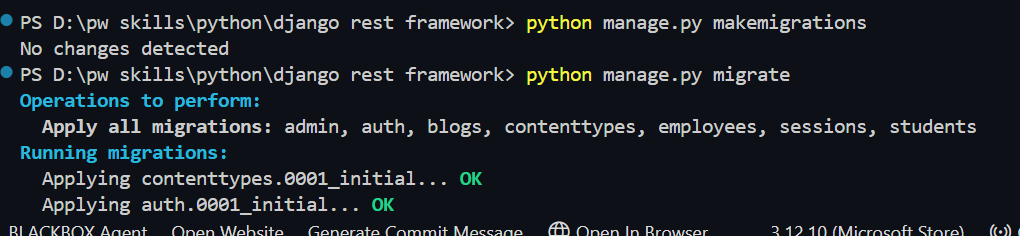 PS D:\pw skills\python\django rest framework> python manage.py makemigrations
No changes detected
PS D:\pw skills\python\django rest framework> python manage.py migrate
Operations to perform:
Apply all migrations: admin, auth, blogs, contenttypes, employees, sessions, students
Running migrations:
Applying contenttypes.0001_initial... OK
Applying auth.0001_initial... OK
BLACKBOX Agent Open Website Generate Commit Message Open In Browser 3.12.10 (Microsoft Store)